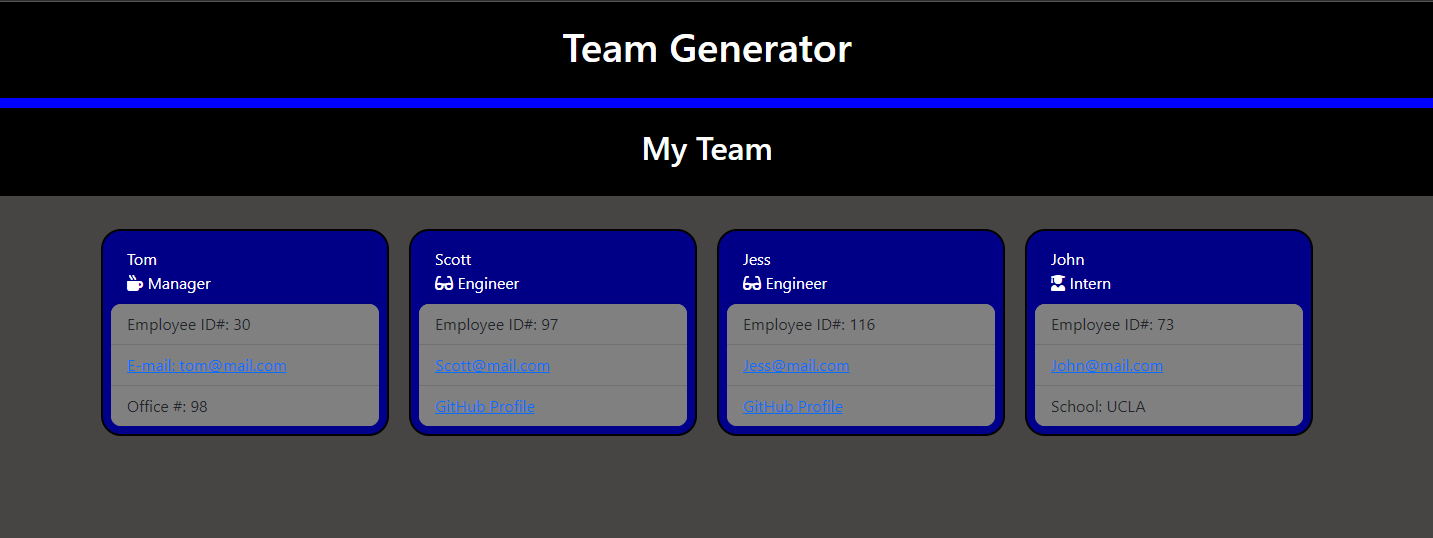 Team Generator
My Team
Tom
Manager
Employee ID#: 30
E-mail: tom@mail.com
Office #: 98
Scott
Engineer
Employee ID#: 97
Scott@mail.com
GitHub Profile
Jess
Engineer
Employee ID#: 116
Jess@mail.com
GitHub Profile
John
Intern
Employee ID#: 73
John@mail.com
School: UCLA